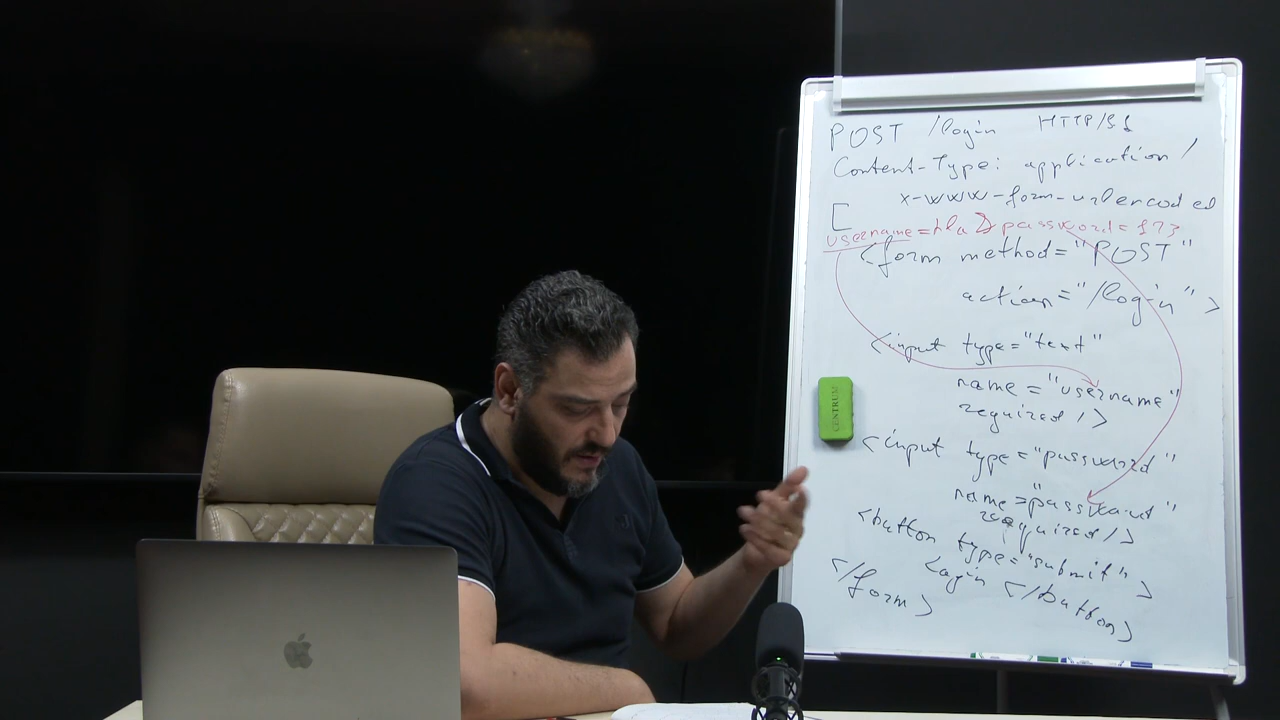 POST /login HTTP/1.1
Content-Type: application/
x-www-form-urlencoded
[
username=bla&password=123
<form method="POST"
action="/login">
<input type="text"
name="username"
required/>
<input type="password"
name="password"
required/>
<button type="submit">
Login </button>
</form>
CENTRUM